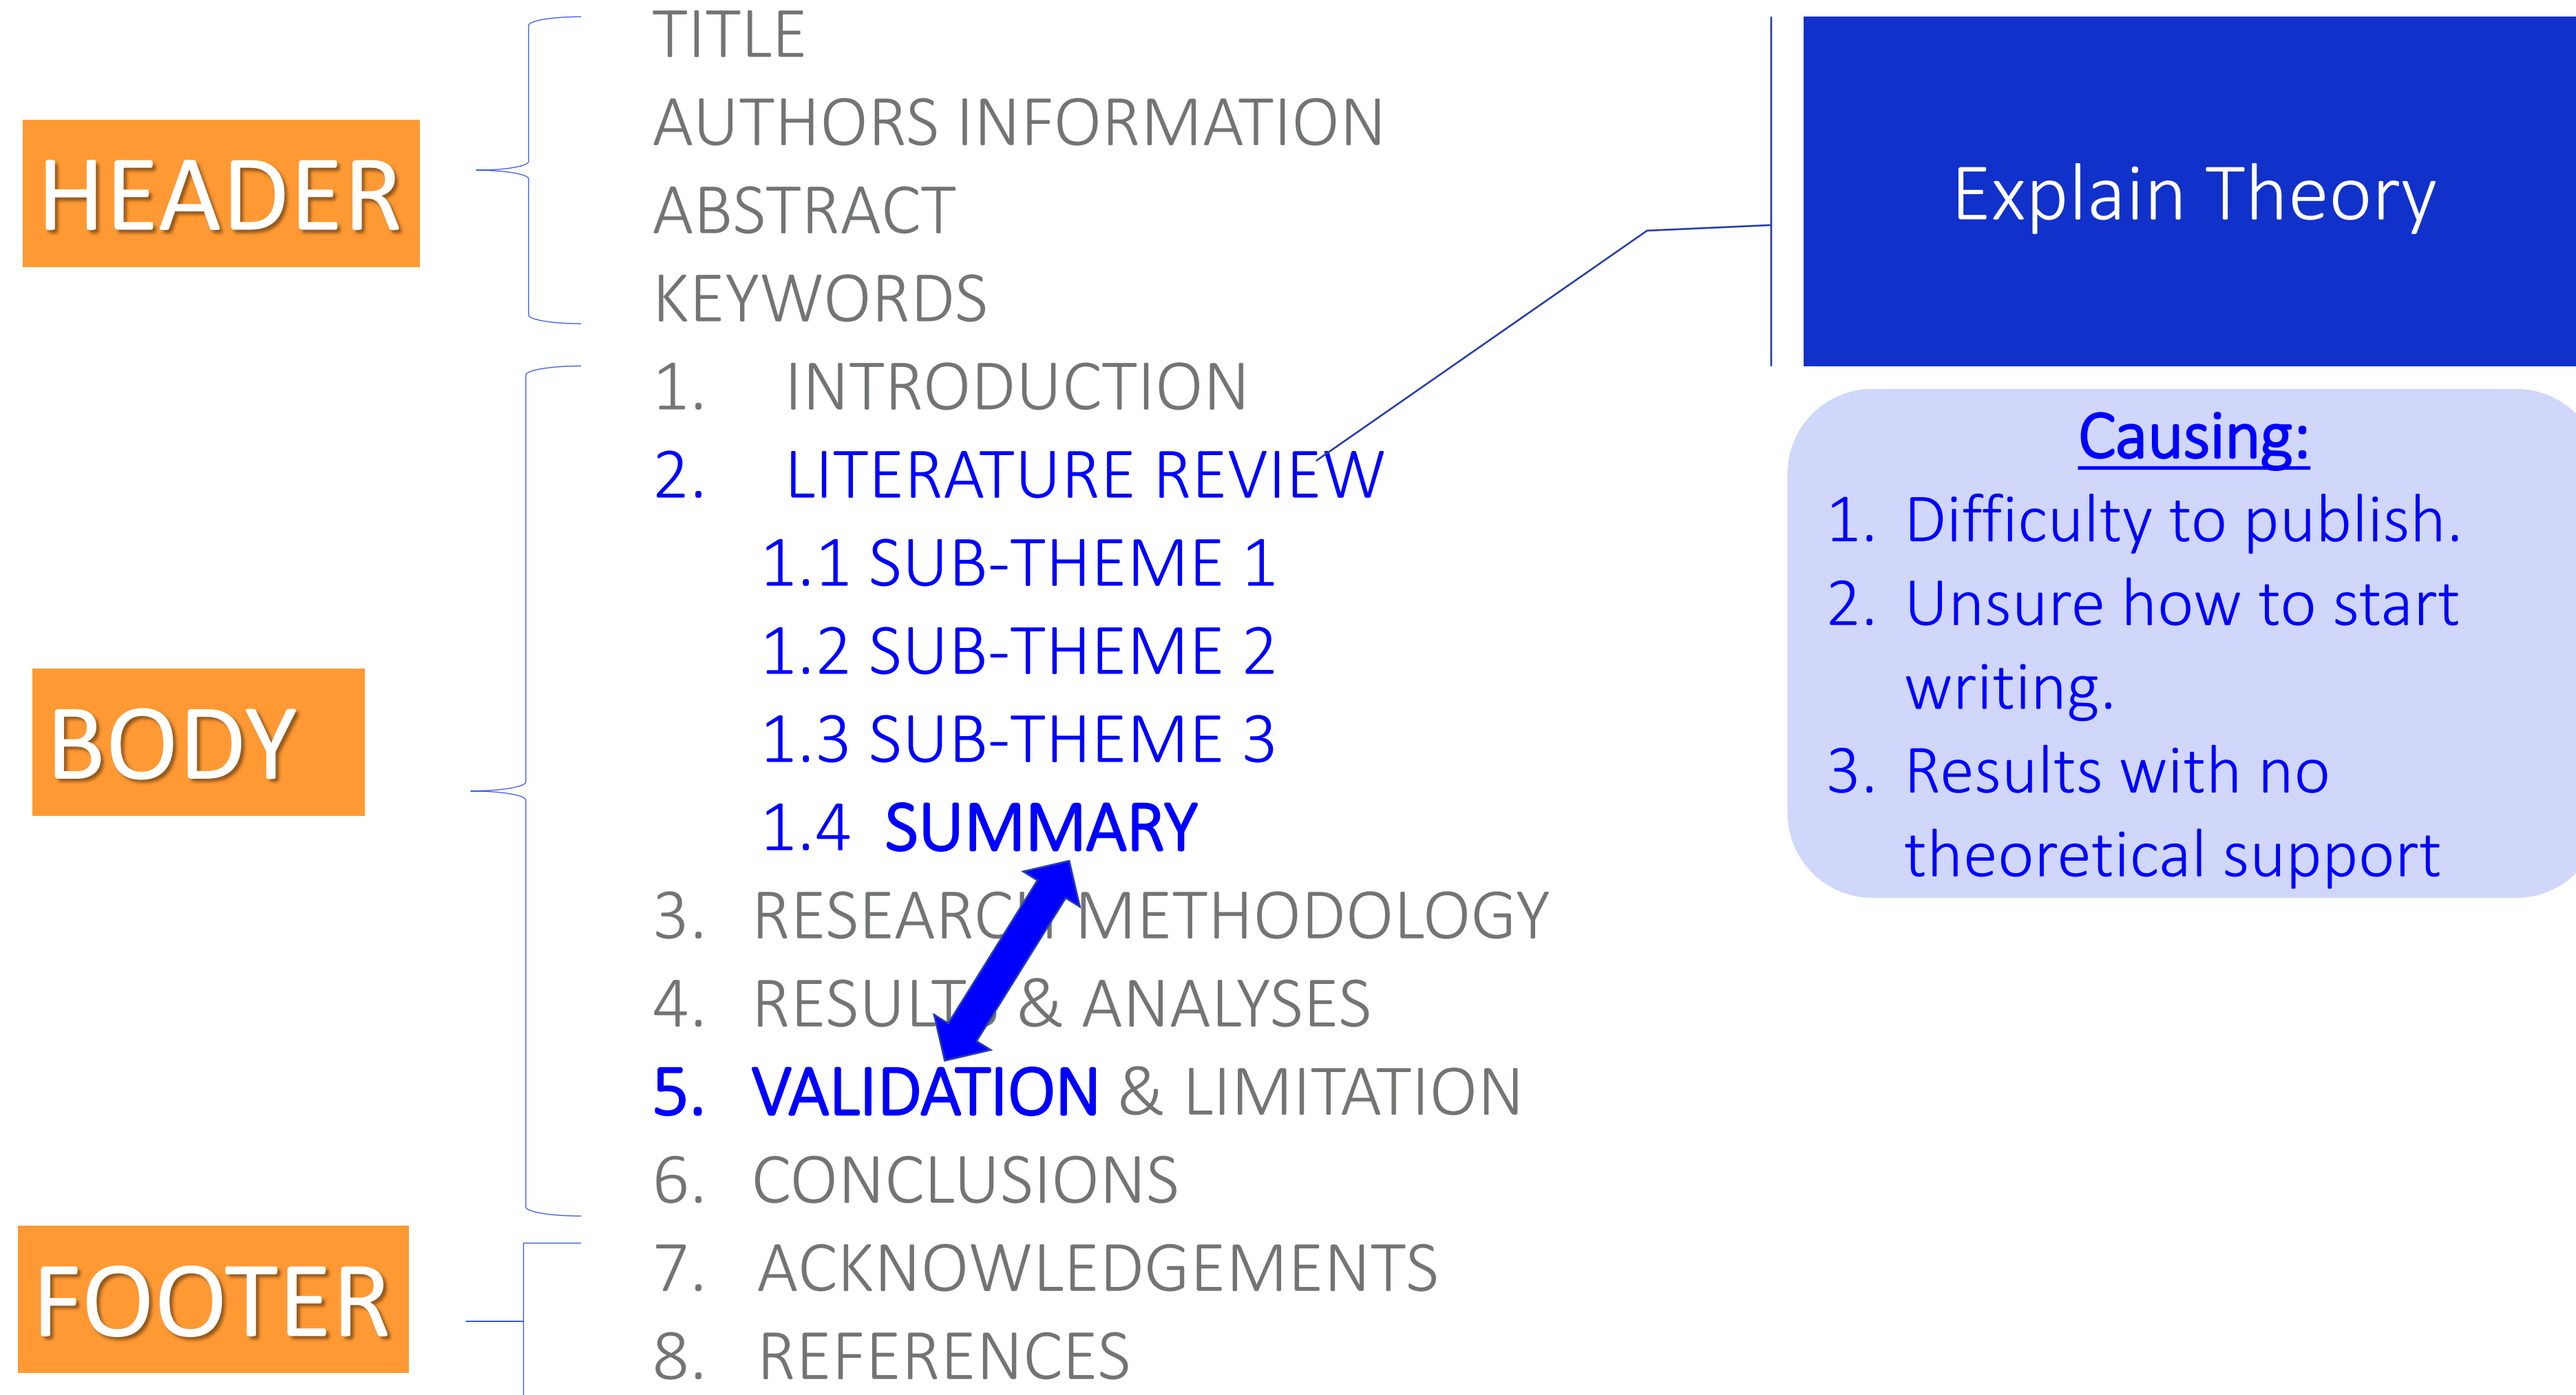 HEADER
TITLE
AUTHORS INFORMATION
ABSTRACT
KEYWORDS
BODY
1. INTRODUCTION
2. LITERATURE REVIEW
1.1 SUB-THEME 1
1.2 SUB-THEME 2
1.3 SUB-THEME 3
1.4 SUMMARY
3. RESEARCH METHODOLOGY
4. RESULTS & ANALYSES
5. VALIDATION & LIMITATION
6. CONCLUSIONS
FOOTER
7. ACKNOWLEDGEMENTS
8. REFERENCES
Explain Theory
Causing:
1. Difficulty to publish.
2. Unsure how to start
writing.
3. Results with no
theoretical support